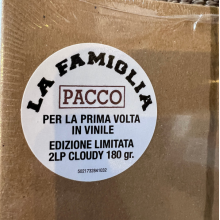 LA FAMIGLIA
PACCO
PER LA PRIMA VOLTA
IN VINILE
EDIZIONE LIMITATA
2LP CLOUDY 180 gr.